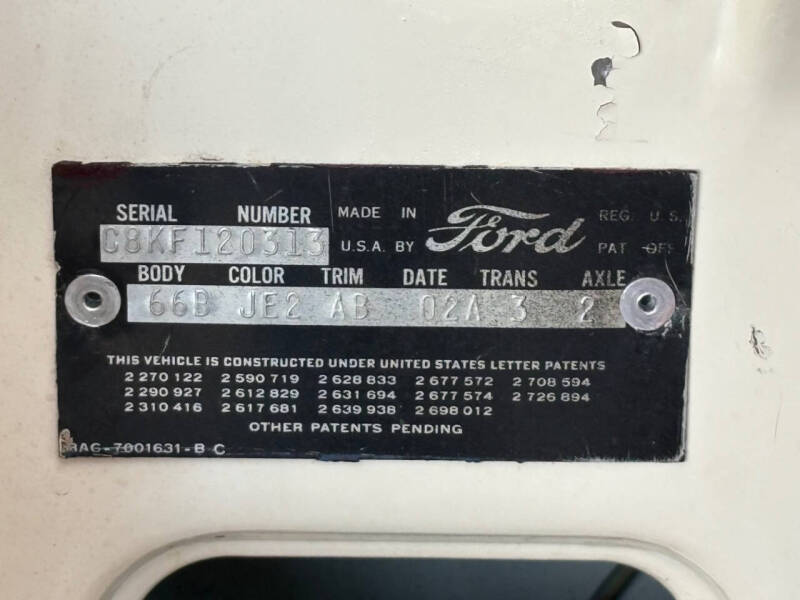 SERIAL NUMBER MADE IN Ford REG. U.S.
C8KF120313 U.S.A. BY PAT OFF
BODY COLOR TRIM DATE TRANS AXLE
66B JE2 AB 02A 3 2
THIS VEHICLE IS CONSTRUCTED UNDER UNITED STATES LETTER PATENTS
2 270 122 2 590 719 2 628 833 2 677 572 2 708 594
2 290 927 2 612 829 2 631 694 2 677 574 2 726 894
2 310 416 2 617 681 2 639 938 2 698 012
OTHER PATENTS PENDING
RAG-7001631-B C